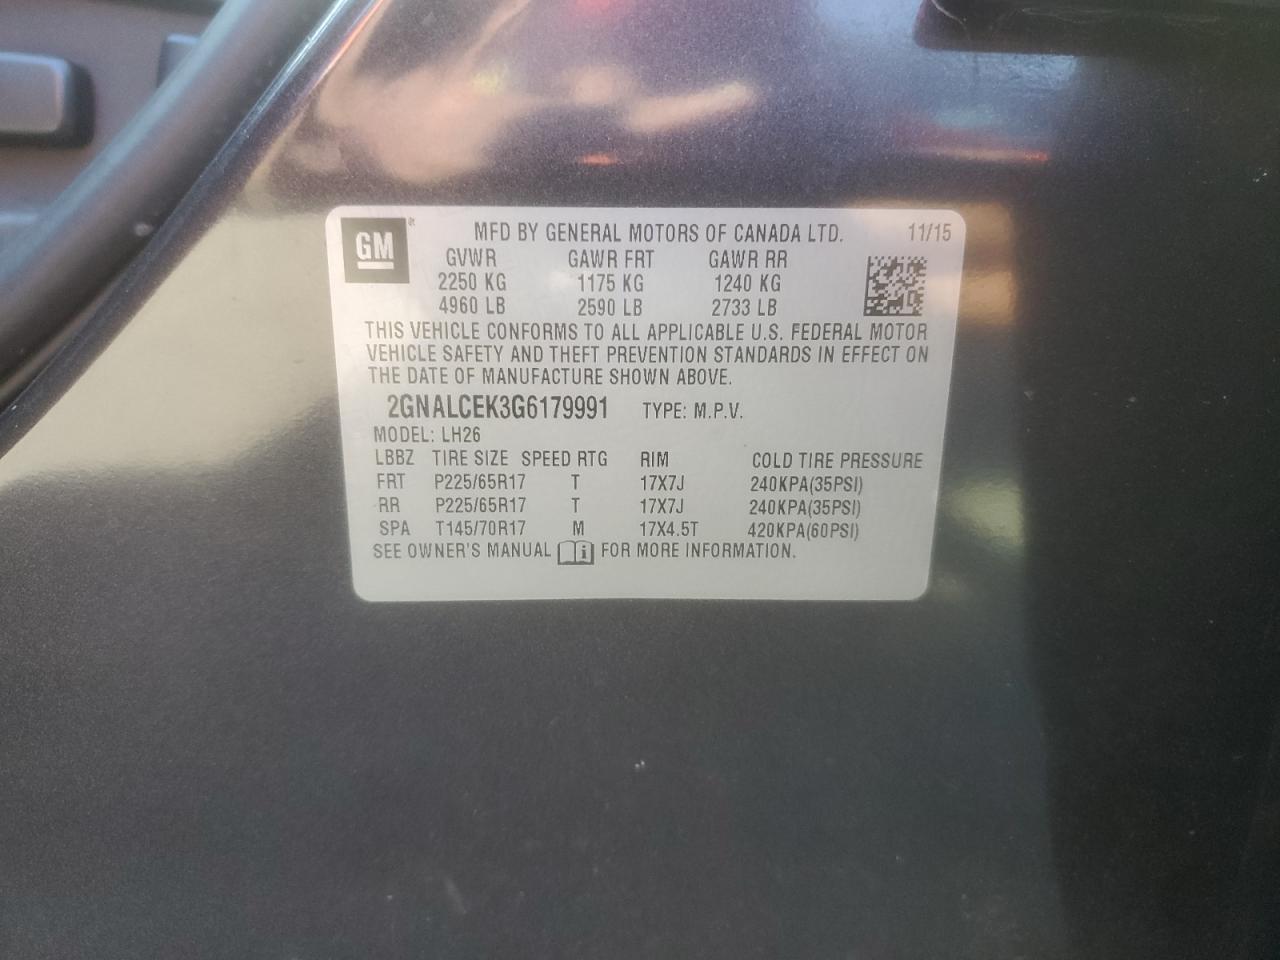 GM
MFD BY GENERAL MOTORS OF CANADA LTD. 11/15
GVWR GAWR FRT GAWR RR
2250 KG 1175 KG 1240 KG
4960 LB 2590 LB 2733 LB
THIS VEHICLE CONFORMS TO ALL APPLICABLE U.S. FEDERAL MOTOR
VEHICLE SAFETY AND THEFT PREVENTION STANDARDS IN EFFECT ON
THE DATE OF MANUFACTURE SHOWN ABOVE.
2GNALCEK3G6179991 TYPE: M.P.V.
MODEL: LH26
LBBZ TIRE SIZE SPEED RTG RIM COLD TIRE PRESSURE
FRT P225/65R17 T 17X7J 240KPA(35PSI)
RR P225/65R17 T 17X7J 240KPA(35PSI)
SPA T145/70R17 M 17X4.5T 420KPA(60PSI)
SEE OWNER'S MANUAL i FOR MORE INFORMATION.